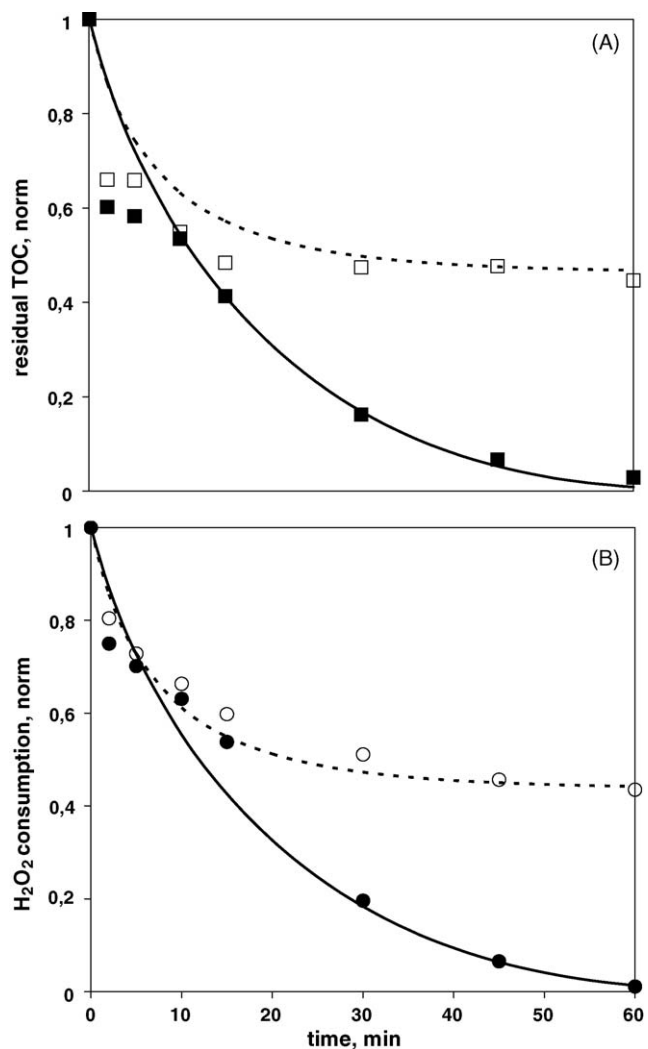 (A)
residual TOC, norm
1
0,8
0,6
0,4
0,2
0
(B)
H₂O₂ consumption, norm
1
0,8
0,6
0,4
0,2
0
0 10 20 30 40 50 60
time, min